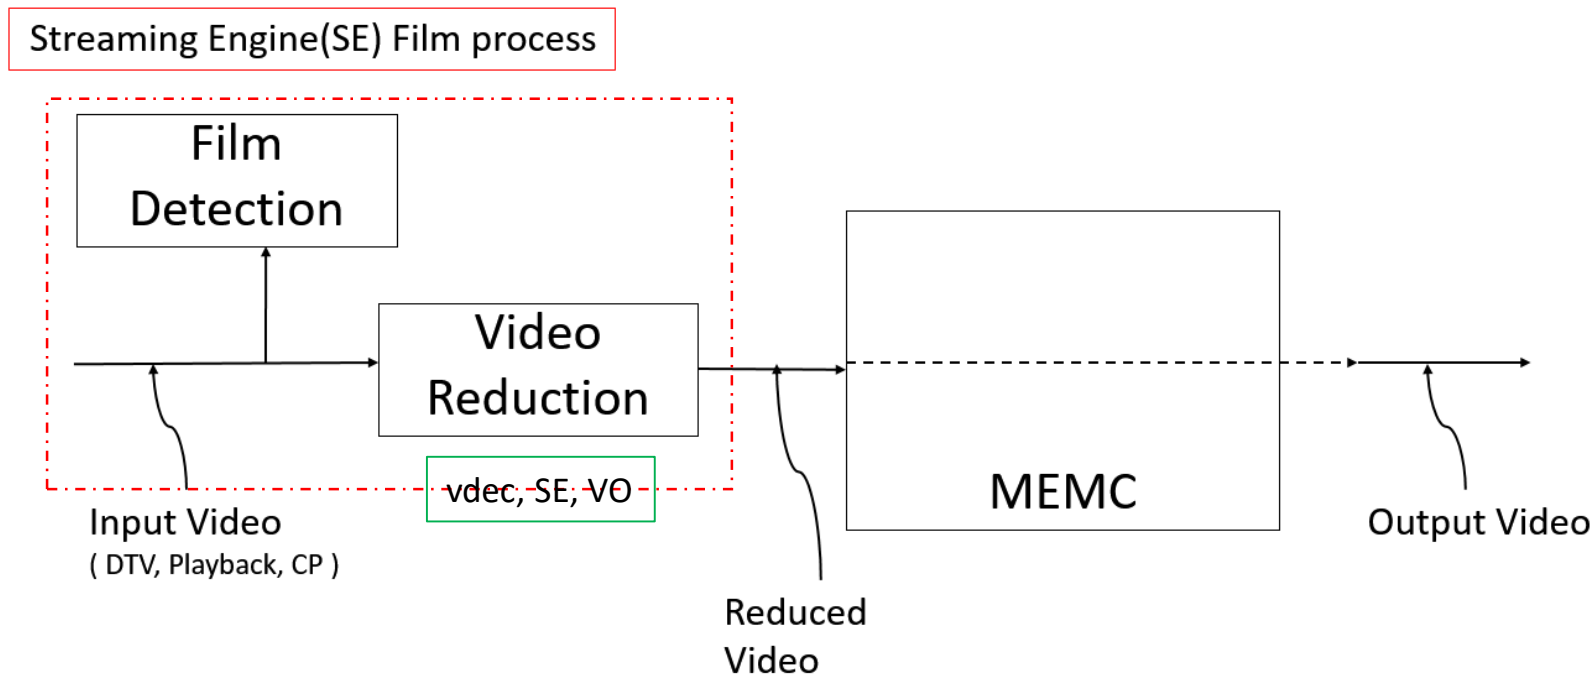 Streaming Engine(SE) Film process
Film
Detection
Video
Reduction
vdec, SE, VO
Input Video
( DTV, Playback, CP )
Reduced
Video
MEMC
Output Video